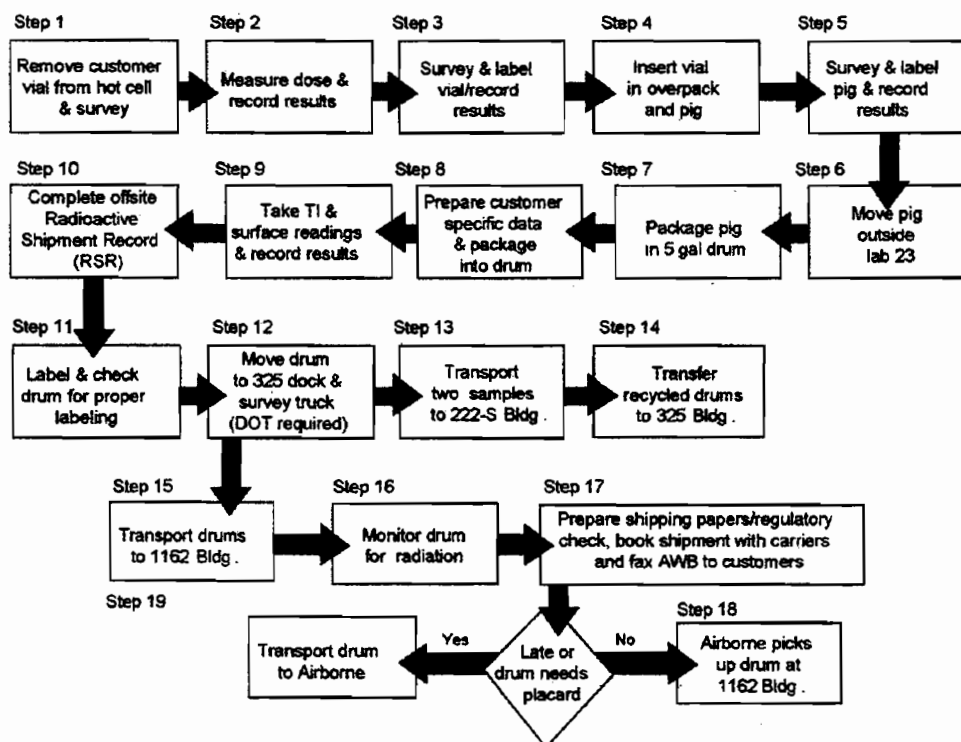 Step 1
Remove customer
vial from hot cell
& survey
Step 2
Measure dose &
record results
Step 3
Survey & label
vial/record
results
Step 4
Insert vial
in overpack
and pig
Step 5
Survey & label
pig & record
results
Step 6
Move pig
outside
lab 23
Step 7
Package pig
in 5 gal drum
Step 8
Prepare customer
specific data
& package
into drum
Step 9
Take TI &
surface readings
& record results
Step 10
Complete offsite
Radioactive
Shipment Record
(RSR)
Step 11
Label & check
drum for proper
labeling
Step 12
Move drum
to 325 dock &
survey truck
(DOT required)
Step 13
Transport
two samples
to 222-S Bldg.
Step 14
Transfer
recycled drums
to 325 Bldg.
Step 15
Transport drums
to 1162 Bldg.
Step 16
Monitor drum
for radiation
Step 17
Prepare shipping papers/regulatory
check, book shipment with carriers
and fax AWB to customers
Late or
drum needs
placard
Yes
No
Step 18
Airborne picks
up drum at
1162 Bldg.
Step 19
Transport drum
to Airborne